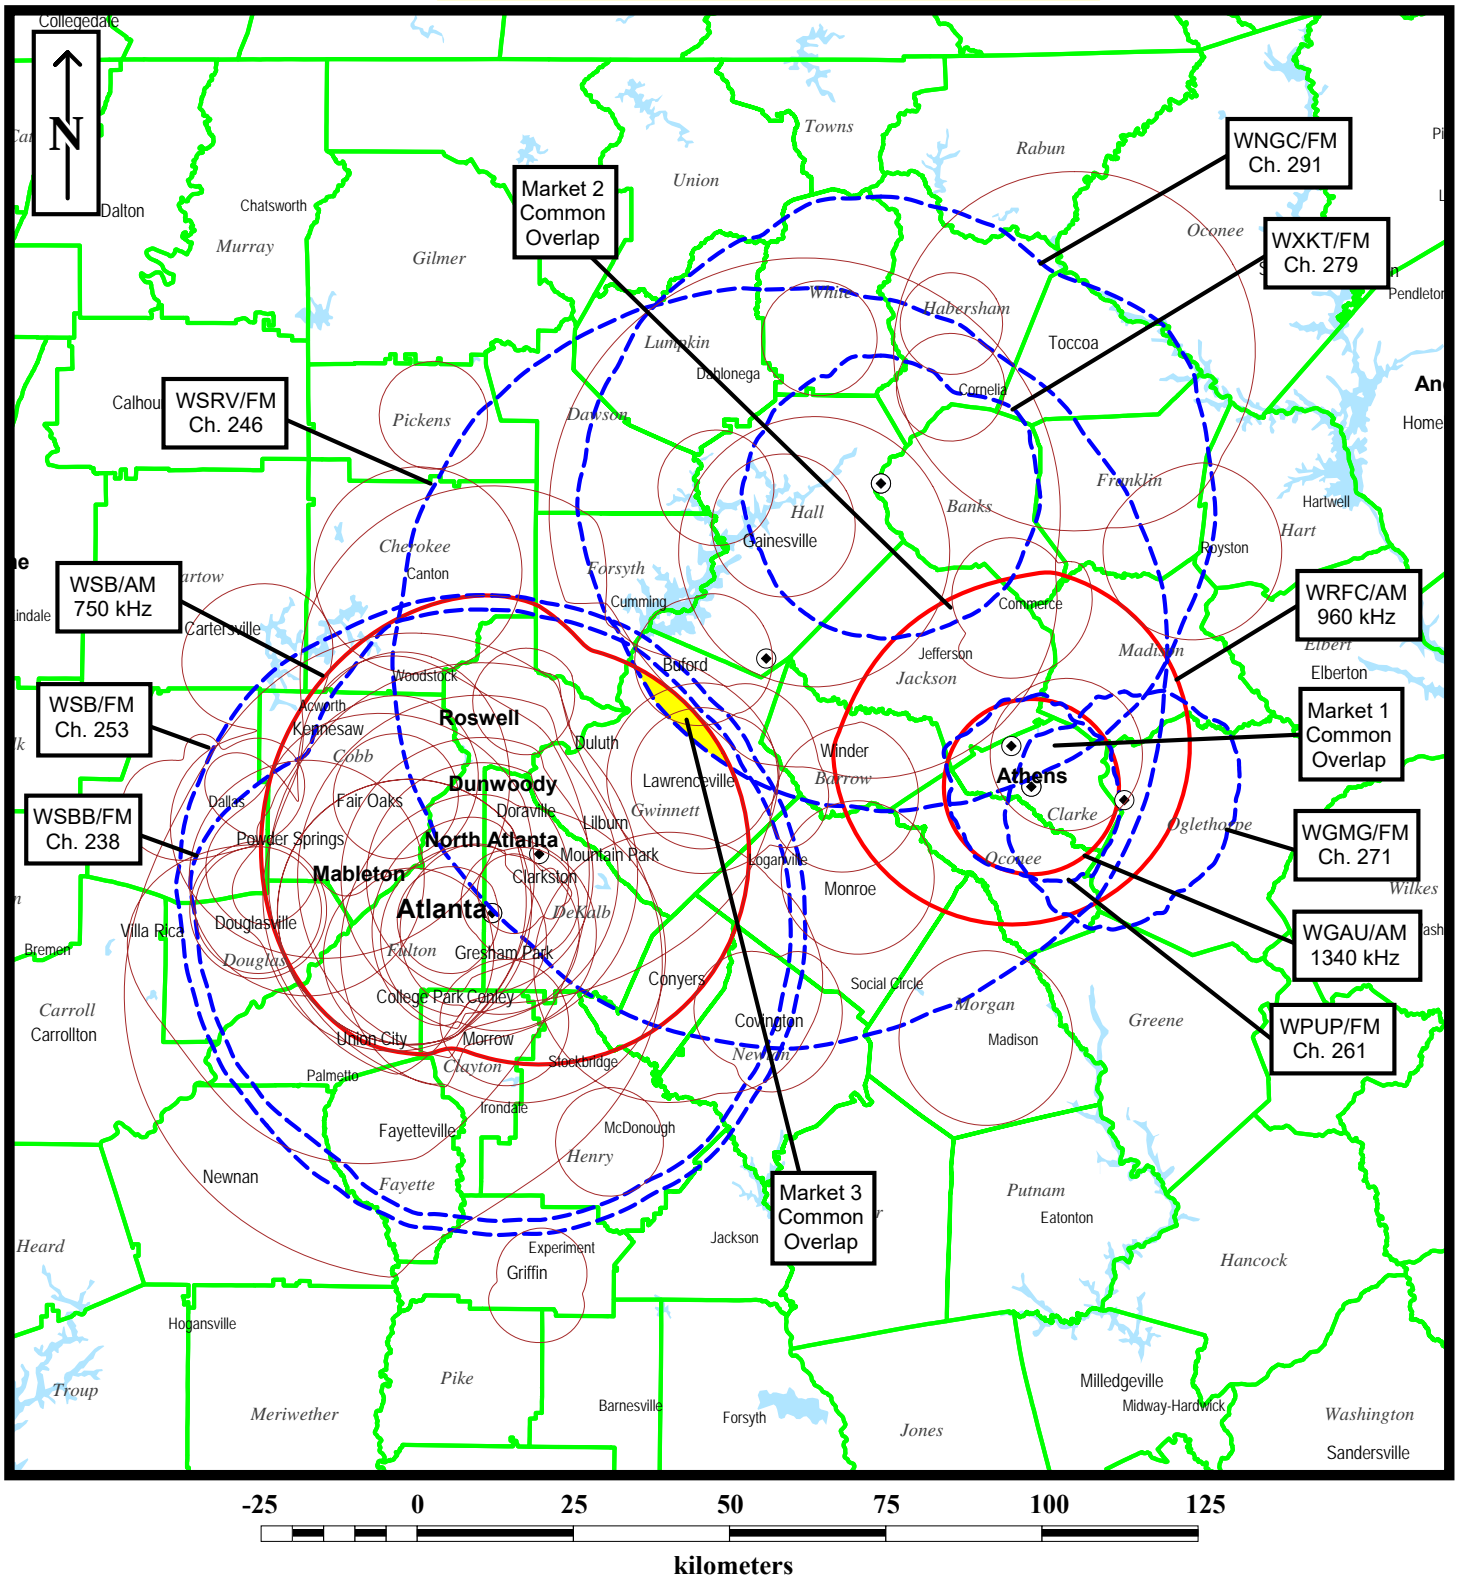 Collegedale
N
Dalton
Chatsworth
Murray
Gilmer
Union
Towns
Rabun
Oconee
WNGC/FM
Ch. 291
Market 2
Common
Overlap
WXKT/FM
Ch. 279
Pendleton
White
Habersham
Lumpkin
Toccoa
Dahlonega
Cornelia
WSRV/FM
Ch. 246
Calhou
Pickens
Dawson
Home
Franklin
Hartwell
Hall
Banks
Hart
Gainesville
Royston
Cherokee
Canton
Forsyth
Cumming
WSB/AM
750 kHz
artow
Cartersville
Commerce
WRFC/AM
960 kHz
Elbert
Elberton
Buford
Jefferson
Jackson
Madison
Woodstock
Acworth
Kennesaw
Roswell
Cobb
Duluth
WSB/FM
Ch. 253
Market 1
Common
Overlap
Winder
Barrow
Athens
Dunwoody
Lawrenceville
Gwinnett
Dallas
Fair Oaks
Doraville
Lilburn
Clarke
Oglethorpe
WSBB/FM
Ch. 238
Powder Springs
North Atlanta
Mountain Park
Loganville
Oconee
WGMG/FM
Ch. 271
Mableton
Clarkston
Monroe
Wilkes
Atlanta
DeKalb
Villa Rica
Douglasville
Bremen
Douglas
Fulton
Gresham Park
WGAU/AM
1340 kHz
ash
Conyers
Social Circle
College Park
Conley
Morgan
Carroll
Carrollton
Union City
Morrow
Covington
Newton
Madison
Greene
WPUP/FM
Ch. 261
Clayton
Stockbridge
Palmetto
Irondale
Fayetteville
McDonough
Henry
Newnan
Fayette
Market 3
Common
Overlap
Putnam
Eatonton
Heard
Experiment
Griffin
Jackson
Hancock
Hogansville
Troup
Pike
Meriwether
Barnesville
Forsyth
Jones
Milledgeville
Midway-Hardwick
Washington
Sandersville
-25 0 25 50 75 100 125
kilometers